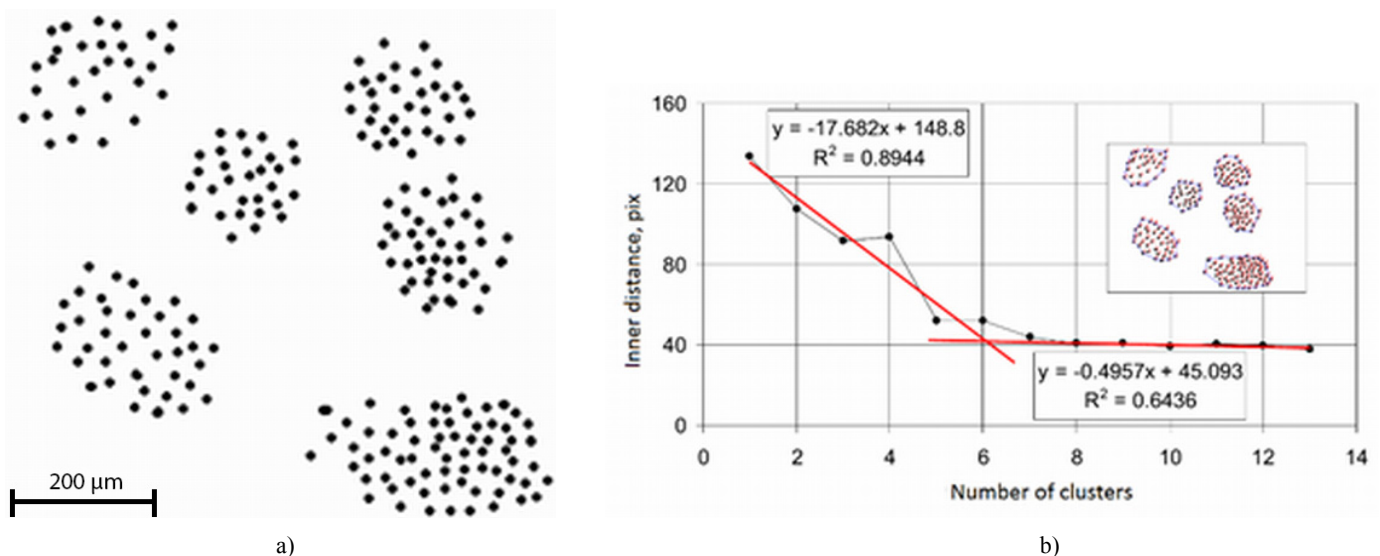 200 μm
a)
160
120
80
40
0
Inner distance, pix
y = -17.682x + 148.8
R² = 0.8944
y = -0.4957x + 45.093
R² = 0.6436
0 2 4 6 8 10 12 14
Number of clusters
b)